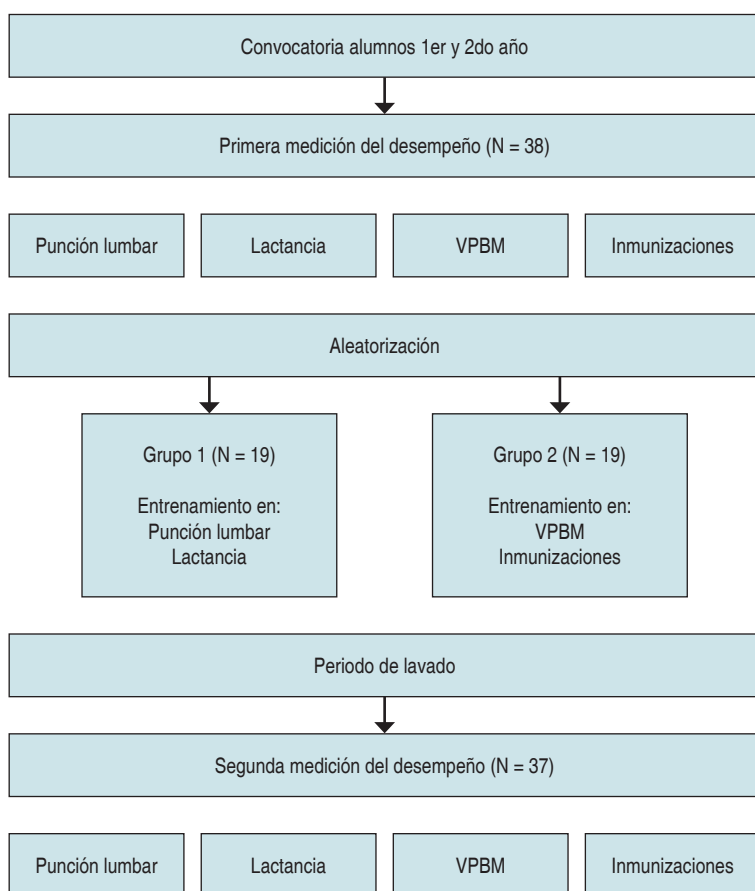 Convocatoria alumnos 1er y 2do año
Primera medición del desempeño (N = 38)
Punción lumbar
Lactancia
VPBM
Inmunizaciones
Aleatorización
Grupo 1 (N = 19)
Entrenamiento en:
Punción lumbar
Lactancia
Grupo 2 (N = 19)
Entrenamiento en:
VPBM
Inmunizaciones
Periodo de lavado
Segunda medición del desempeño (N = 37)
Punción lumbar
Lactancia
VPBM
Inmunizaciones